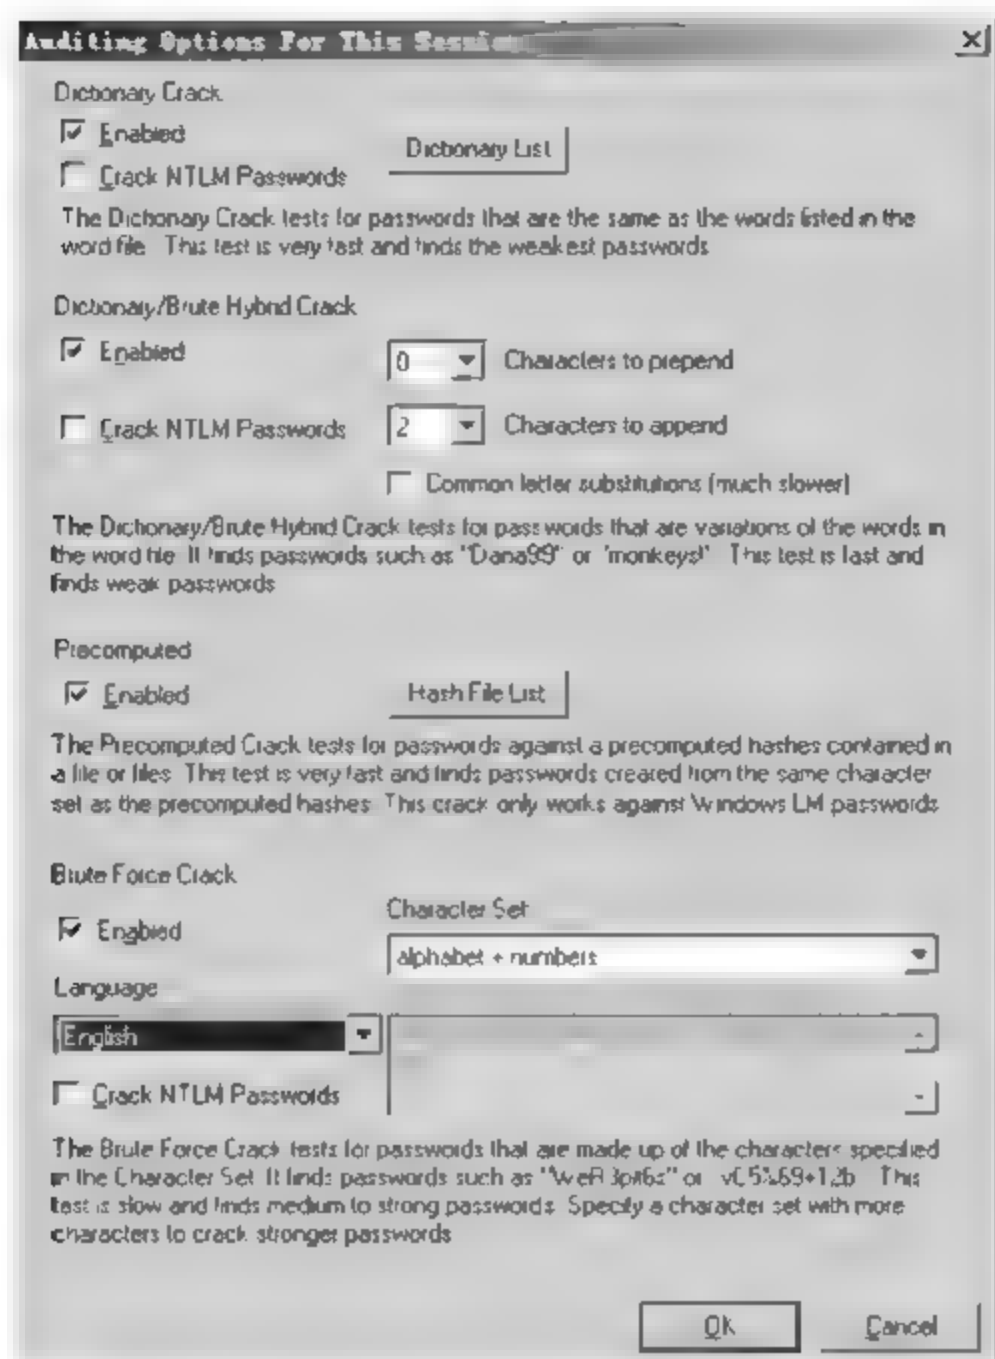 Auditing Options For This Session
Dictionary Crack
Enabled
Dictionary List
Crack NTLM Passwords
The Dictionary Crack tests for passwords that are the same as the words listed in the
word file. This test is very fast and finds the weakest passwords
Dictionary/Brute Hybrid Crack
Enabled
0
Characters to prepend
Crack NTLM Passwords
2
Characters to append
Common letter substitutions (much slower)
The Dictionary/Brute Hybrid Crack tests for passwords that are variations of the words in
the word file. It finds passwords such as "Dana99" or "monkeys!". This test is fast and
finds weak passwords
Precomputed
Enabled
Hash File List
The Precomputed Crack tests for passwords against a precomputed hashes contained in
a file or files. This test is very fast and finds passwords created from the same character
set as the precomputed hashes. This crack only works against Windows LM passwords
Brute Force Crack
Enabled
Character Set
alphabet + numbers
Language
English
Crack NTLM Passwords
The Brute Force Crack tests for passwords that are made up of the characters specified
in the Character Set. It finds passwords such as or This
test is slow and finds medium to strong passwords. Specify a character set with more
characters to crack stronger passwords
OK
Cancel